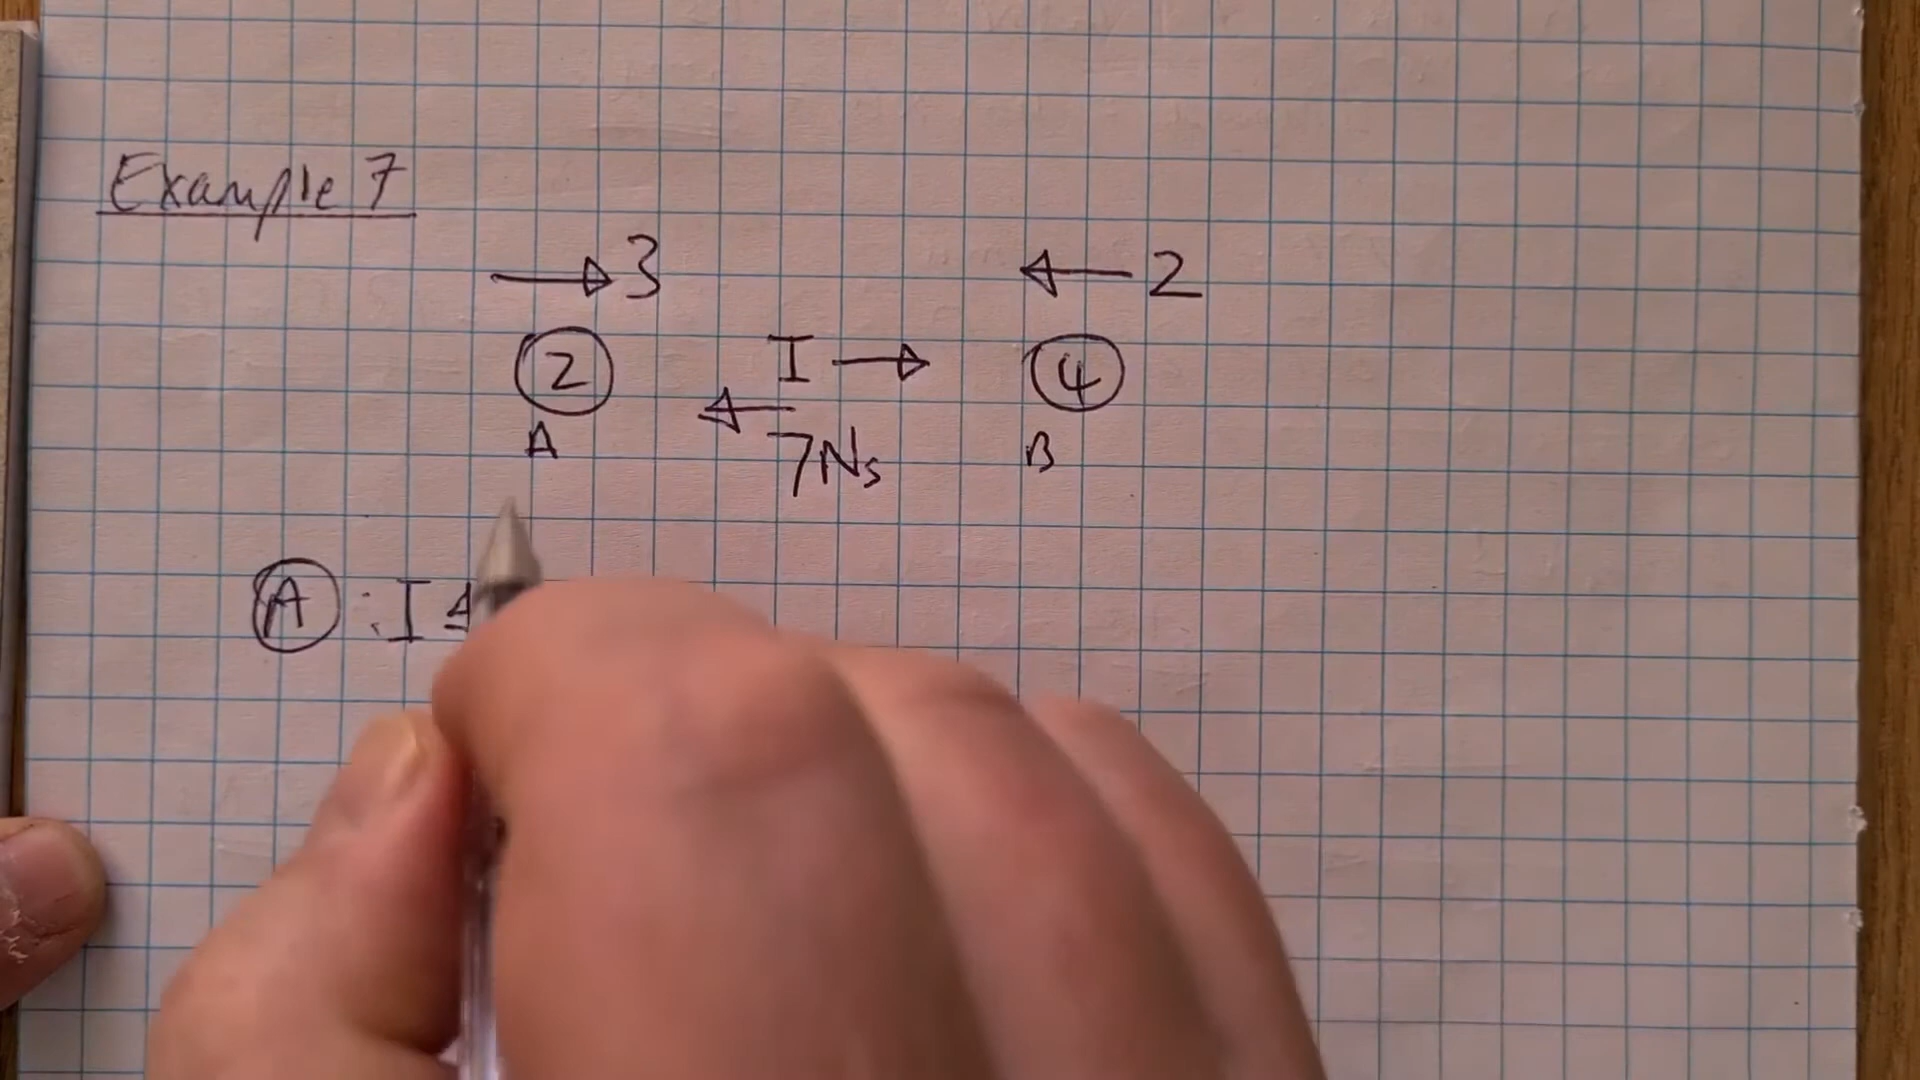 Example 7
→ 3 ← 2
2 I → 4
←
A 7Ns B
A : I